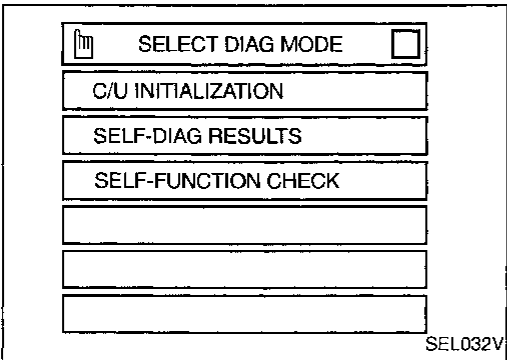 SELECT DIAG MODE
C/U INITIALIZATION
SELF-DIAG RESULTS
SELF-FUNCTION CHECK
SEL032V